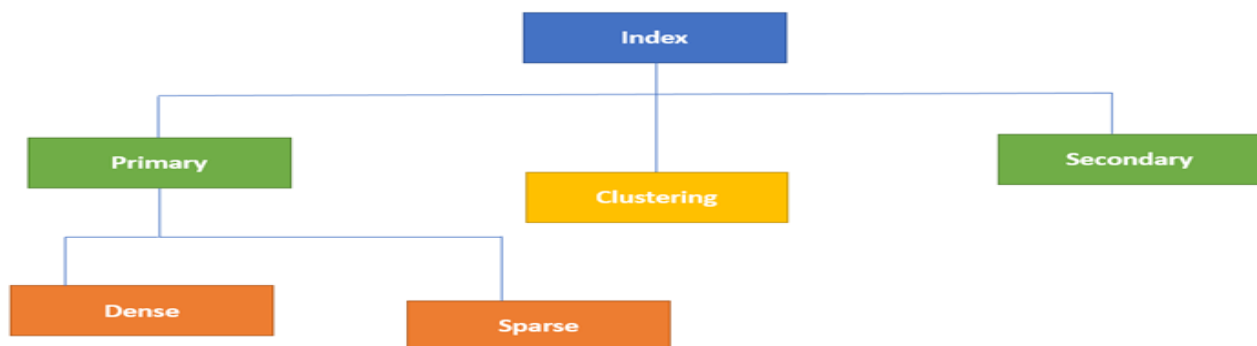 Index
Primary
Clustering
Secondary
Dense
Sparse